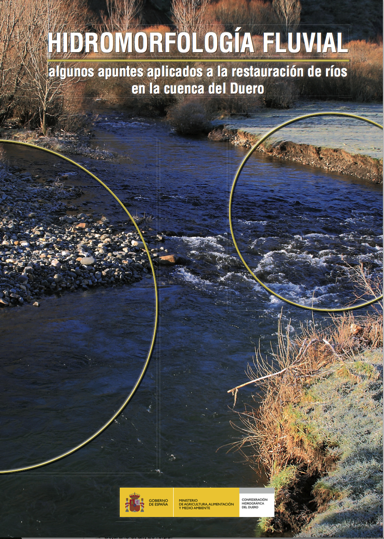 HIDROMORFOLOGÍA FLUVIAL
algunos apuntes aplicados a la restauración de ríos
en la cuenca del Duero
GOBIERNO
DE ESPAÑA
MINISTERIO
DE AGRICULTURA, ALIMENTACIÓN
Y MEDIO AMBIENTE
CONFEDERACIÓN
HIDROGRÁFICA
DEL DUERO